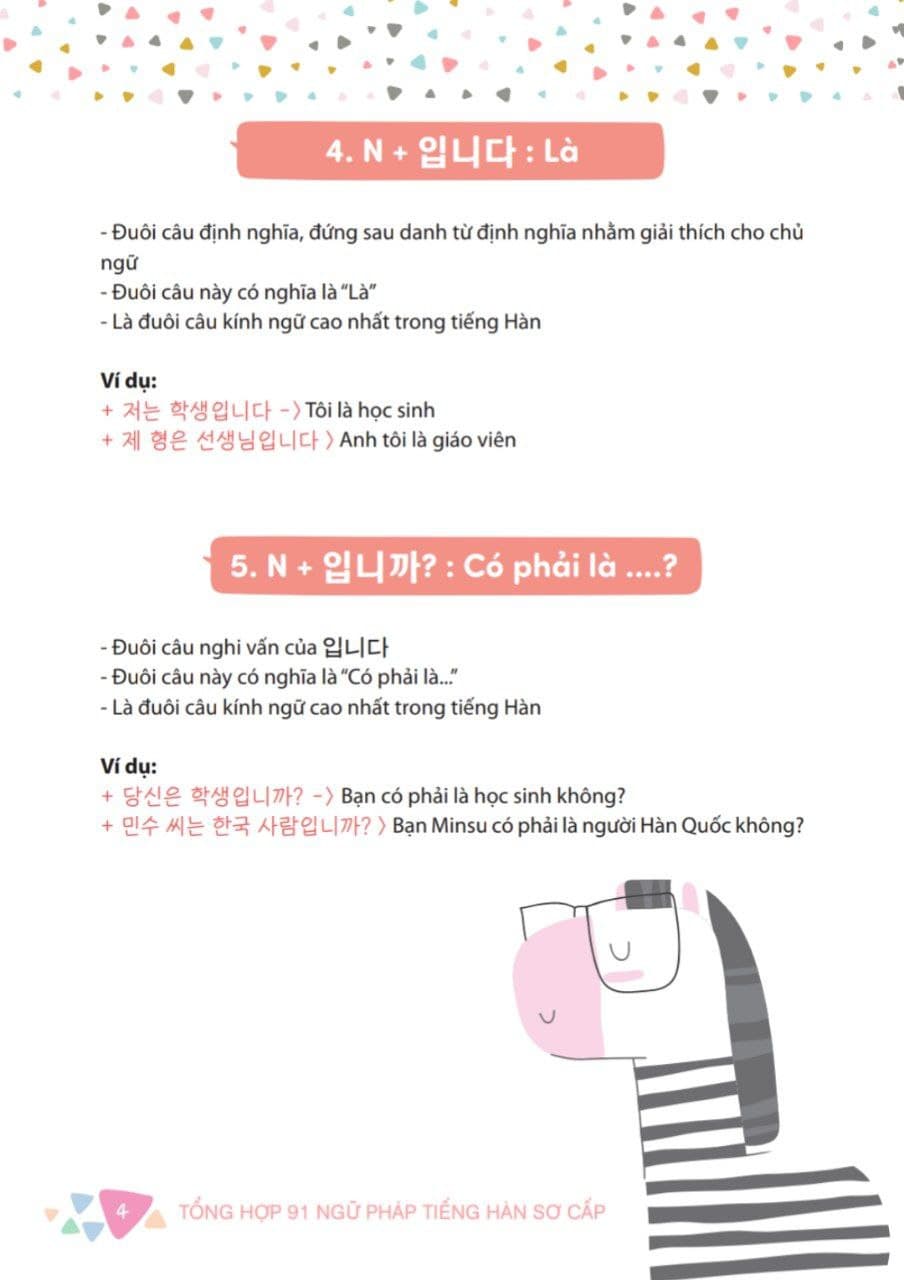 4. N + 입니다 : Là
- Đuôi câu định nghĩa, đứng sau danh từ định nghĩa nhằm giải thích cho chủ
ngữ
- Đuôi câu này có nghĩa là “Là”
- Là đuôi câu kính ngữ cao nhất trong tiếng Hàn
Ví dụ:
+ 저는 학생입니다 -> Tôi là học sinh
+ 제 형은 선생님입니다 > Anh tôi là giáo viên
5. N + 입니까? : Có phải là ....?
- Đuôi câu nghi vấn của 입니다
- Đuôi câu này có nghĩa là “Có phải là...”
- Là đuôi câu kính ngữ cao nhất trong tiếng Hàn
Ví dụ:
+ 당신은 학생입니까? -> Bạn có phải là học sinh không?
+ 민수 씨는 한국 사람입니까? > Bạn Minsu có phải là người Hàn Quốc không?
4 TỔNG HỢP 91 NGỮ PHÁP TIẾNG HÀN SƠ CẤP